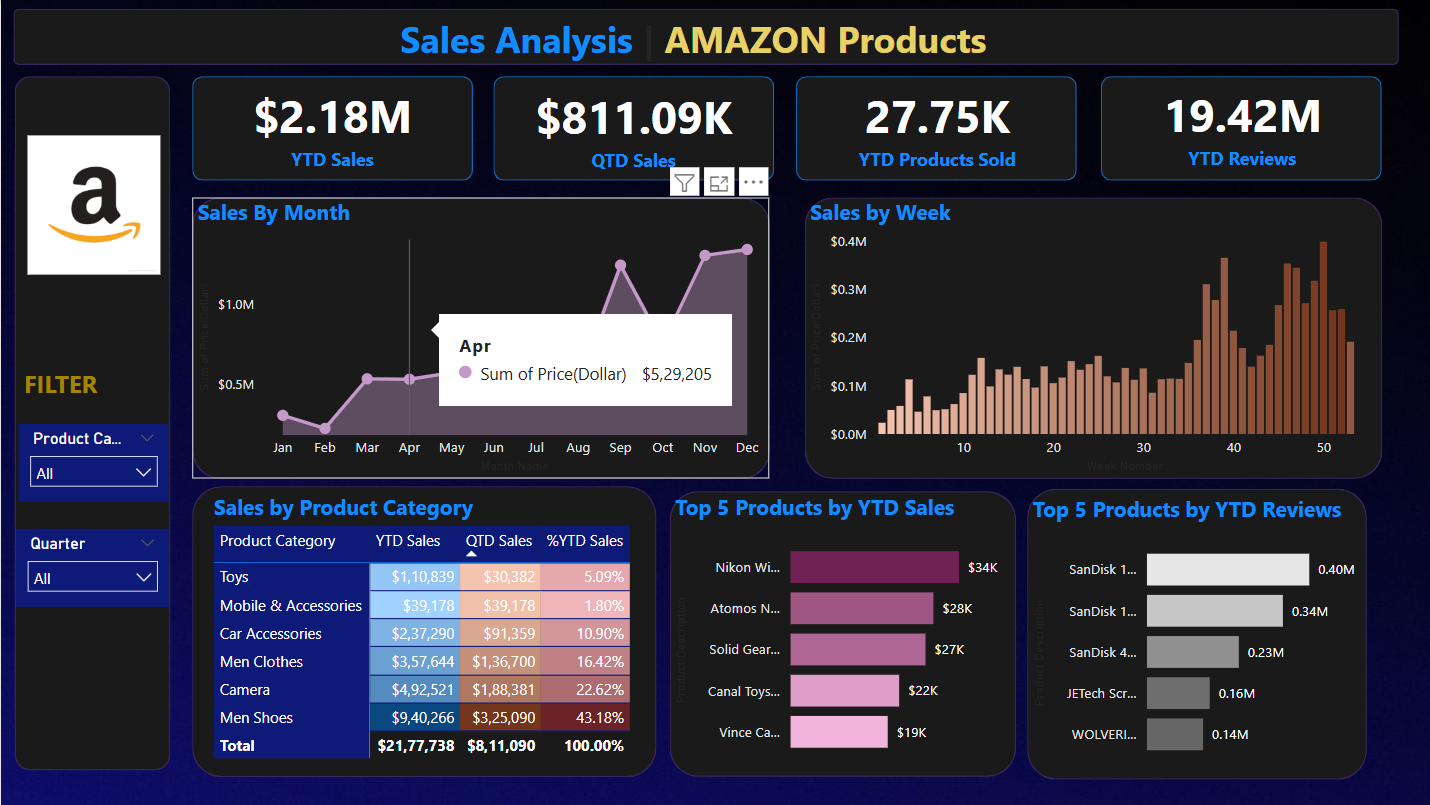 Sales Analysis | AMAZON Products
$2.18M
YTD Sales
$811.09K
QTD Sales
27.75K
YTD Products Sold
19.42M
YTD Reviews
a
FILTER
Product Ca...
All
Quarter
All
Sales By Month
Sum of Price(Dollar)
$1.0M
$0.5M
Apr
Sum of Price(Dollar) $5,29,205
Jan Feb Mar Apr May Jun Jul Aug Sep Oct Nov Dec
Month Name
Sales by Week
Sum of Price(Dollar)
$0.4M
$0.3M
$0.2M
$0.1M
$0.0M
10 20 30 40 50
Week Number
Sales by Product Category
Product Category YTD Sales QTD Sales %YTD Sales
Toys $1,10,839 $30,382 5.09%
Mobile & Accessories $39,178 $39,178 1.80%
Car Accessories $2,37,290 $91,359 10.90%
Men Clothes $3,57,644 $1,36,700 16.42%
Camera $4,92,521 $1,88,381 22.62%
Men Shoes $9,40,266 $3,25,090 43.18%
Total $21,77,738 $8,11,090 100.00%
Top 5 Products by YTD Sales
Product Description
Nikon Wi... $34K
Atomos N... $28K
Solid Gear... $27K
Canal Toys... $22K
Vince Ca... $19K
Top 5 Products by YTD Reviews
Product Description
SanDisk 1... 0.40M
SanDisk 1... 0.34M
SanDisk 4... 0.23M
JETech Scr... 0.16M
WOLVERI... 0.14M